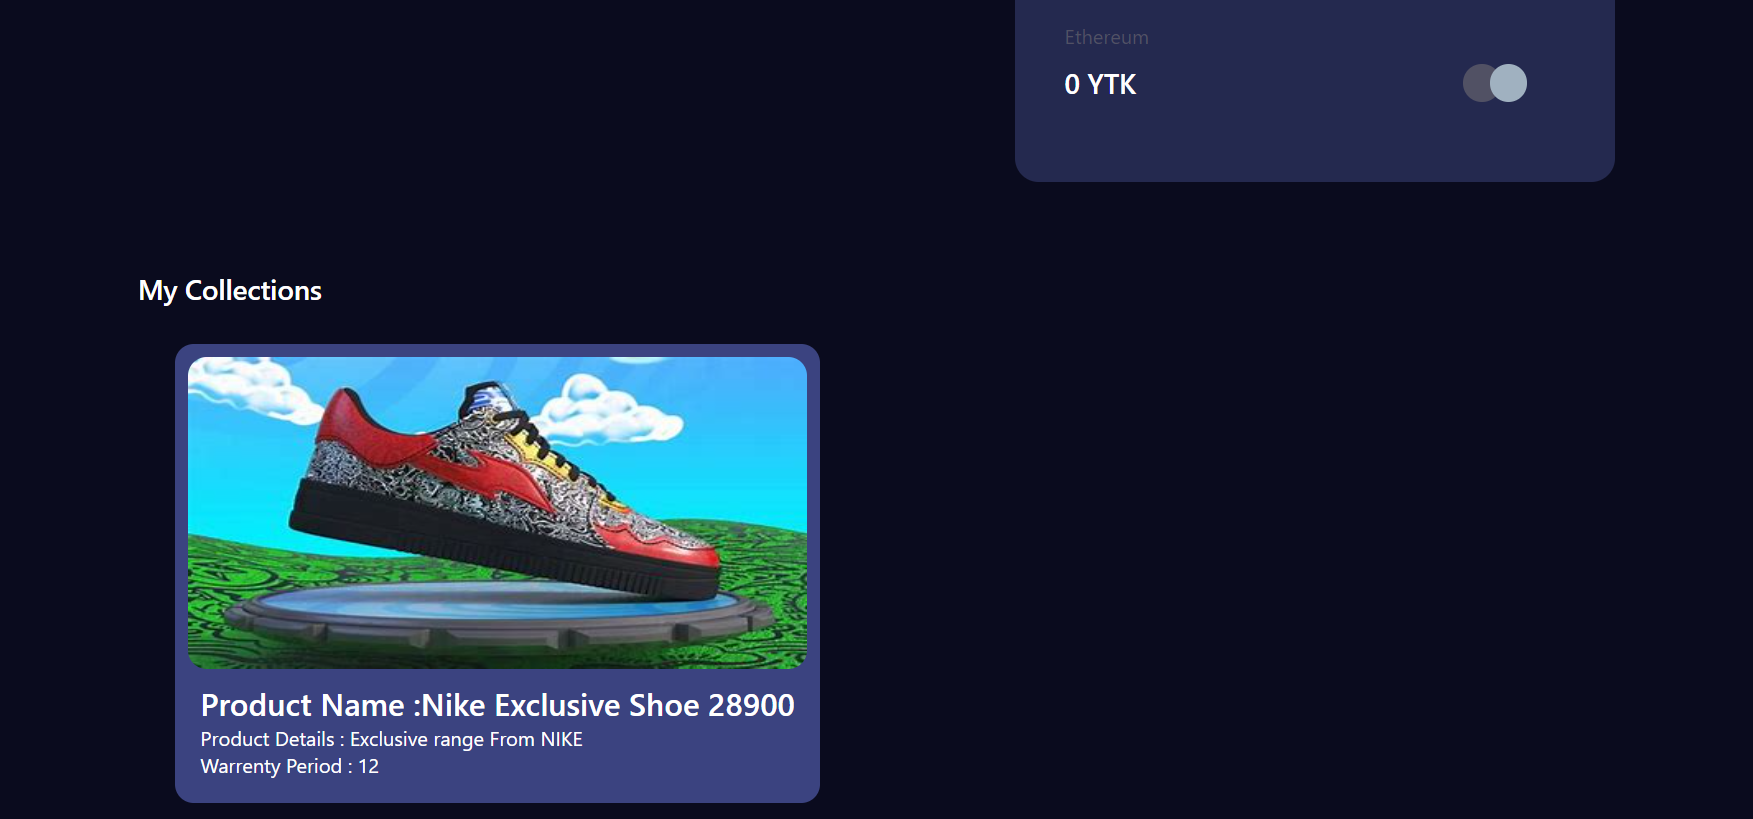 Ethereum
0 YTK
My Collections
Product Name :Nike Exclusive Shoe 28900
Product Details : Exclusive range From NIKE
Warrenty Period : 12